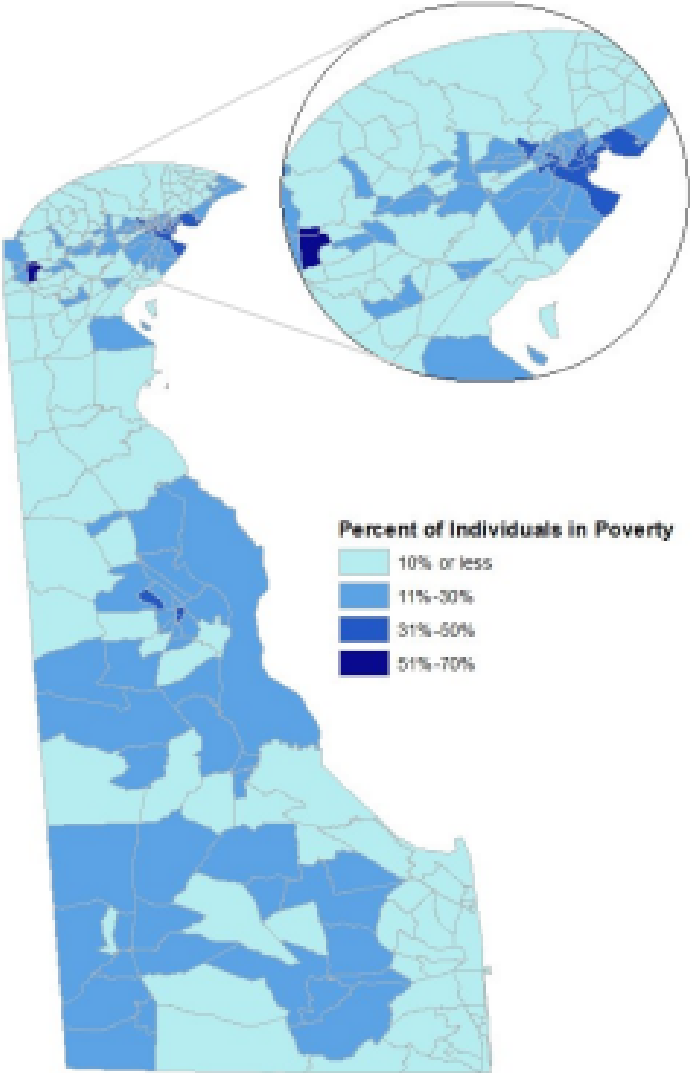 Percent of Individuals in Poverty
10% or less
11%-30%
31%-50%
51%-70%